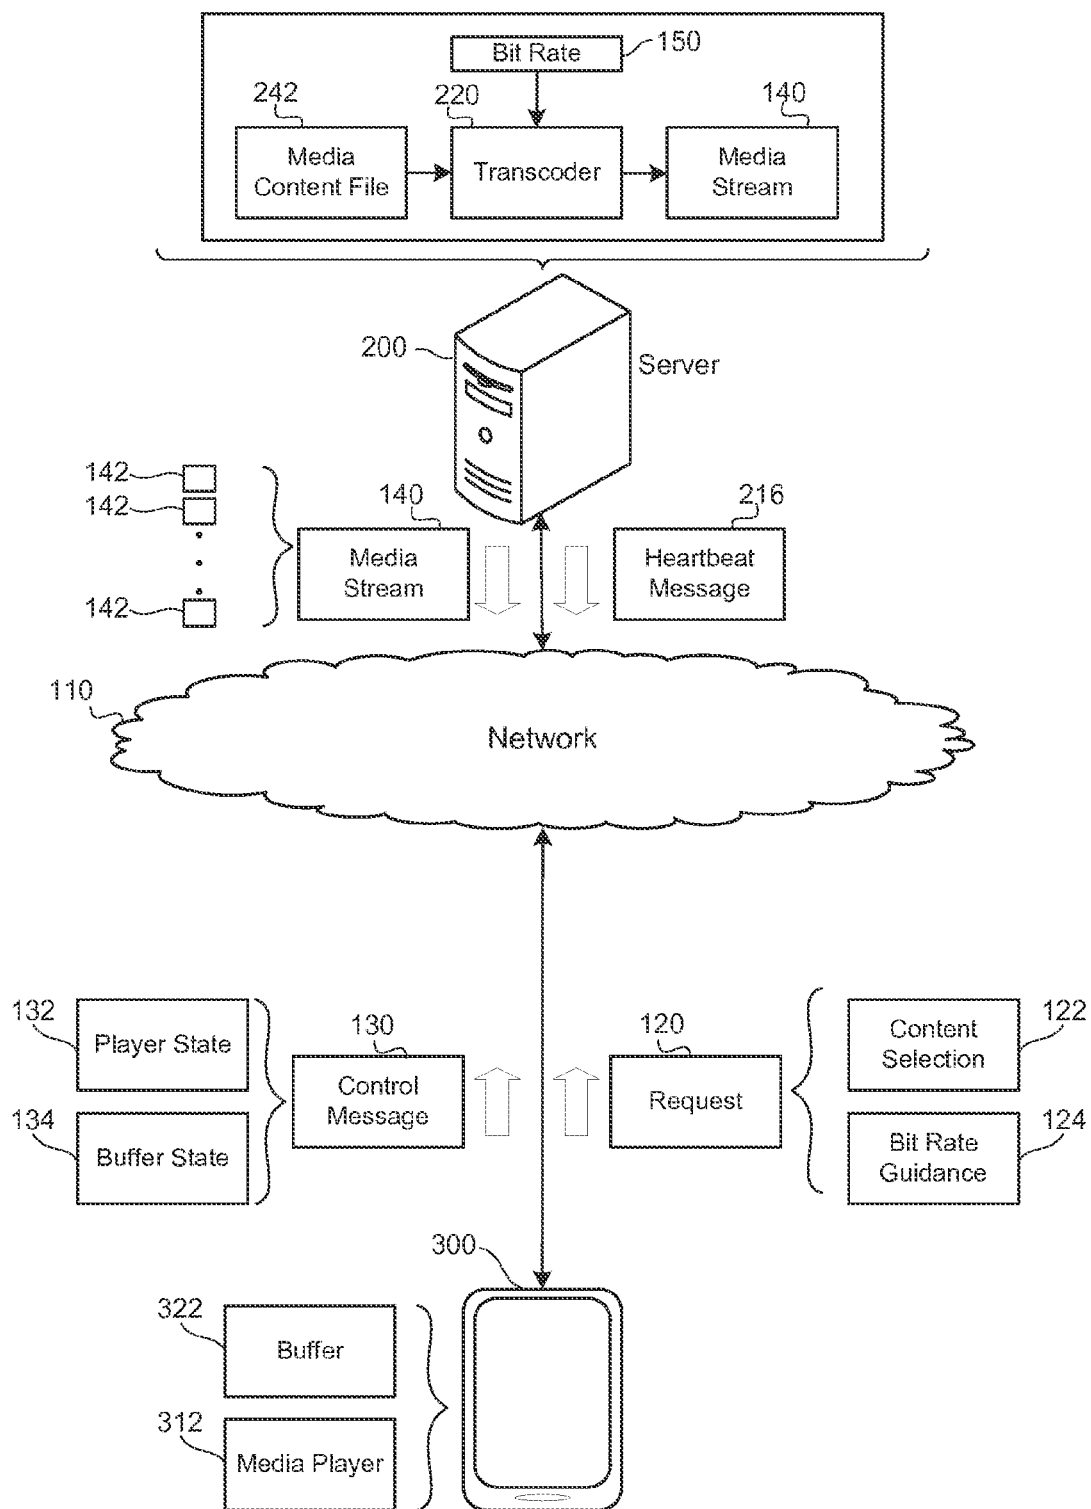 Bit Rate
150
242
220
140
Media
Content File
Transcoder
Media
Stream
200
Server
142
142
142
140
Media
Stream
216
Heartbeat
Message
110
Network
132
Player State
134
Buffer State
130
Control
Message
120
Request
Content
Selection
122
Bit Rate
Guidance
124
300
322
Buffer
312
Media Player